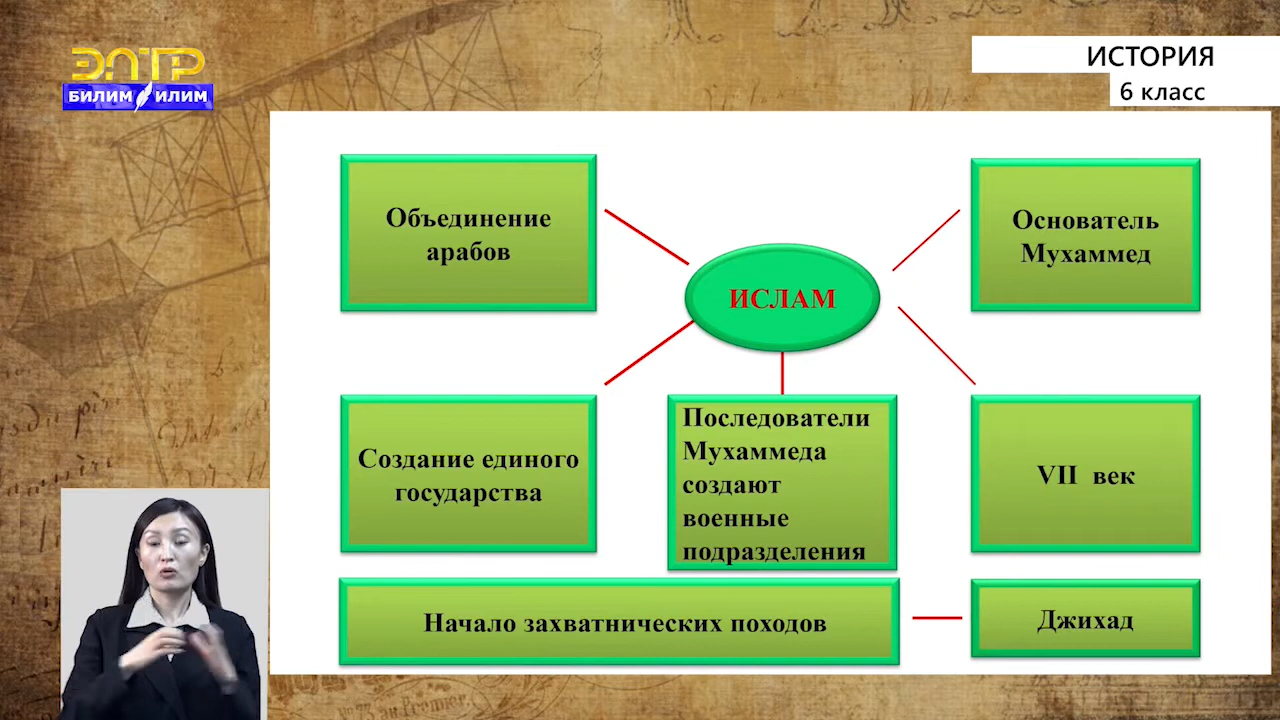 ЭЛТР
БИЛИМ ИЛИМ
ИСТОРИЯ
6 класс
Объединение
арабов
Основатель
Мухаммед
ИСЛАМ
Создание единого
государства
Последователи
Мухаммеда
создают
военные
подразделения
VII век
Начало захватнических походов
Джихад